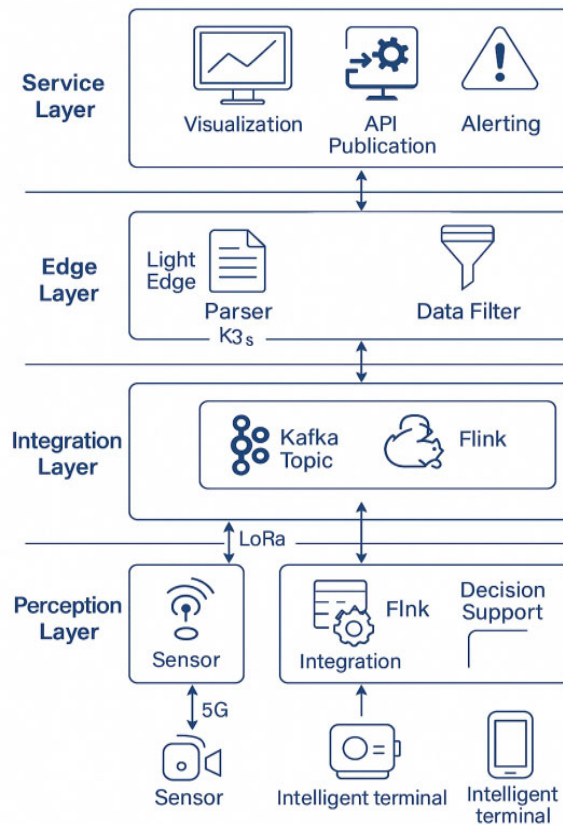 Service
Layer
Visualization
API
Publication
Alerting
Edge
Layer
Light
Edge
Parser
K3s
Data Filter
Integration
Layer
Kafka
Topic
Flink
LoRa
Perception
Layer
Sensor
Flnk
Integration
Decision
Support
5G
Sensor
Intelligent terminal
Intelligent
terminal